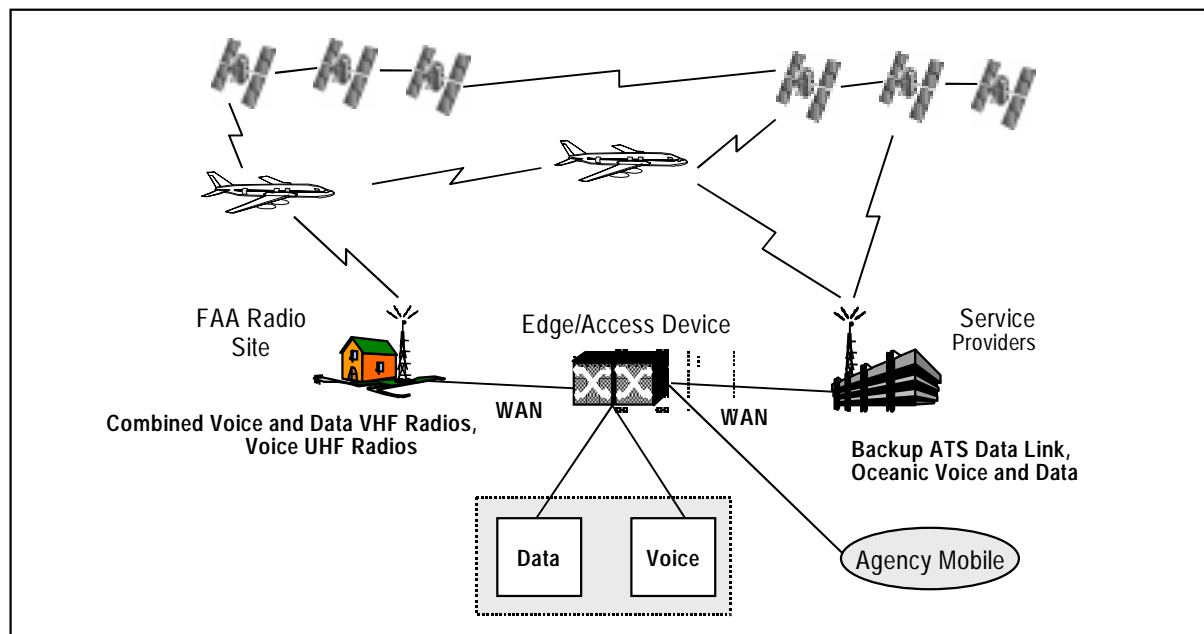 FAA Radio
Site
Edge/Access Device
Service
Providers
WAN
WAN
Combined Voice and Data VHF Radios,
Voice UHF Radios
Backup ATS Data Link,
Oceanic Voice and Data
Data
Voice
Agency Mobile